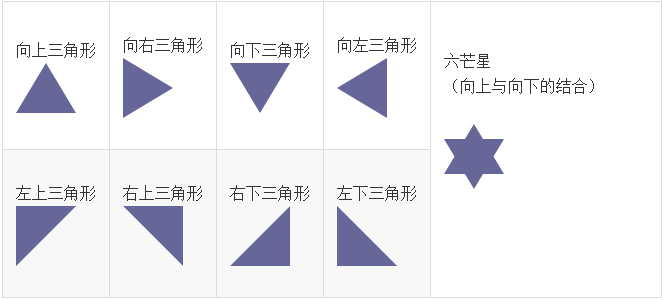 向上三角形
向右三角形
向下三角形
向左三角形
六芒星
（向上与向下的结合）
左上三角形
右上三角形
右下三角形
左下三角形